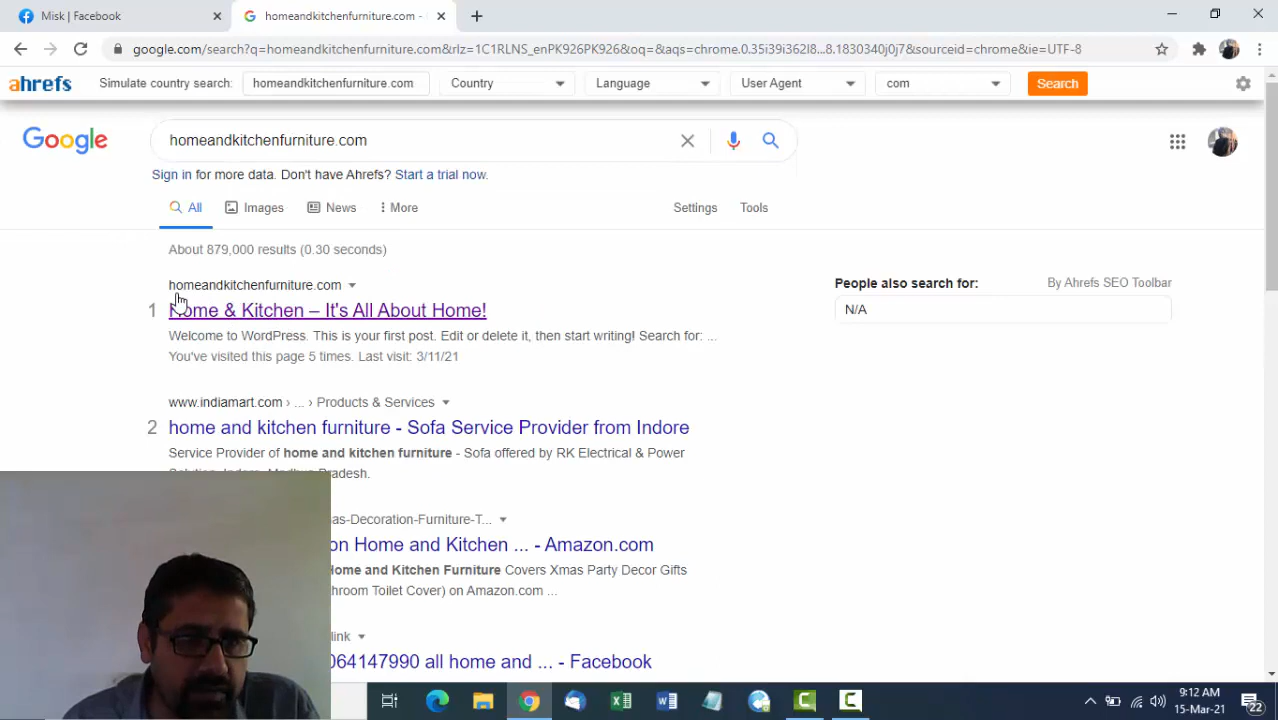 Misk | Facebook
homeandkitchenfurniture.com -
google.com/search?q=homeandkitchenfurniture.com&rlz=1C1RLNS_enPK926PK926&oq=&aqs=chrome.0.35i39i362l8...8.1830340j0j7&sourceid=chrome&ie=UTF-8
ahrefs
Simulate country search:
homeandkitchenfurniture.com
Country
Language
User Agent
com
Search
Google
homeandkitchenfurniture.com
Sign in for more data. Don't have Ahrefs? Start a trial now.
All
Images
News
More
Settings
Tools
About 879,000 results (0.30 seconds)
homeandkitchenfurniture.com
1
Home & Kitchen – It's All About Home!
Welcome to WordPress. This is your first post. Edit or delete it, then start writing! Search for: ...
You've visited this page 5 times. Last visit: 3/11/21
People also search for:
By Ahrefs SEO Toolbar
N/A
www.indiamart.com › ... › Products & Services
2
home and kitchen furniture - Sofa Service Provider from Indore
Service Provider of home and kitchen furniture - Sofa offered by RK Electrical & Power
Solution, Indore, Madhya Pradesh.
as-Decoration-Furniture-T...
on Home and Kitchen ... - Amazon.com
Home and Kitchen Furniture Covers Xmas Party Decor Gifts
hroom Toilet Cover) on Amazon.com ...
link
064147990 all home and ... - Facebook
9:12 AM
15-Mar-21
22